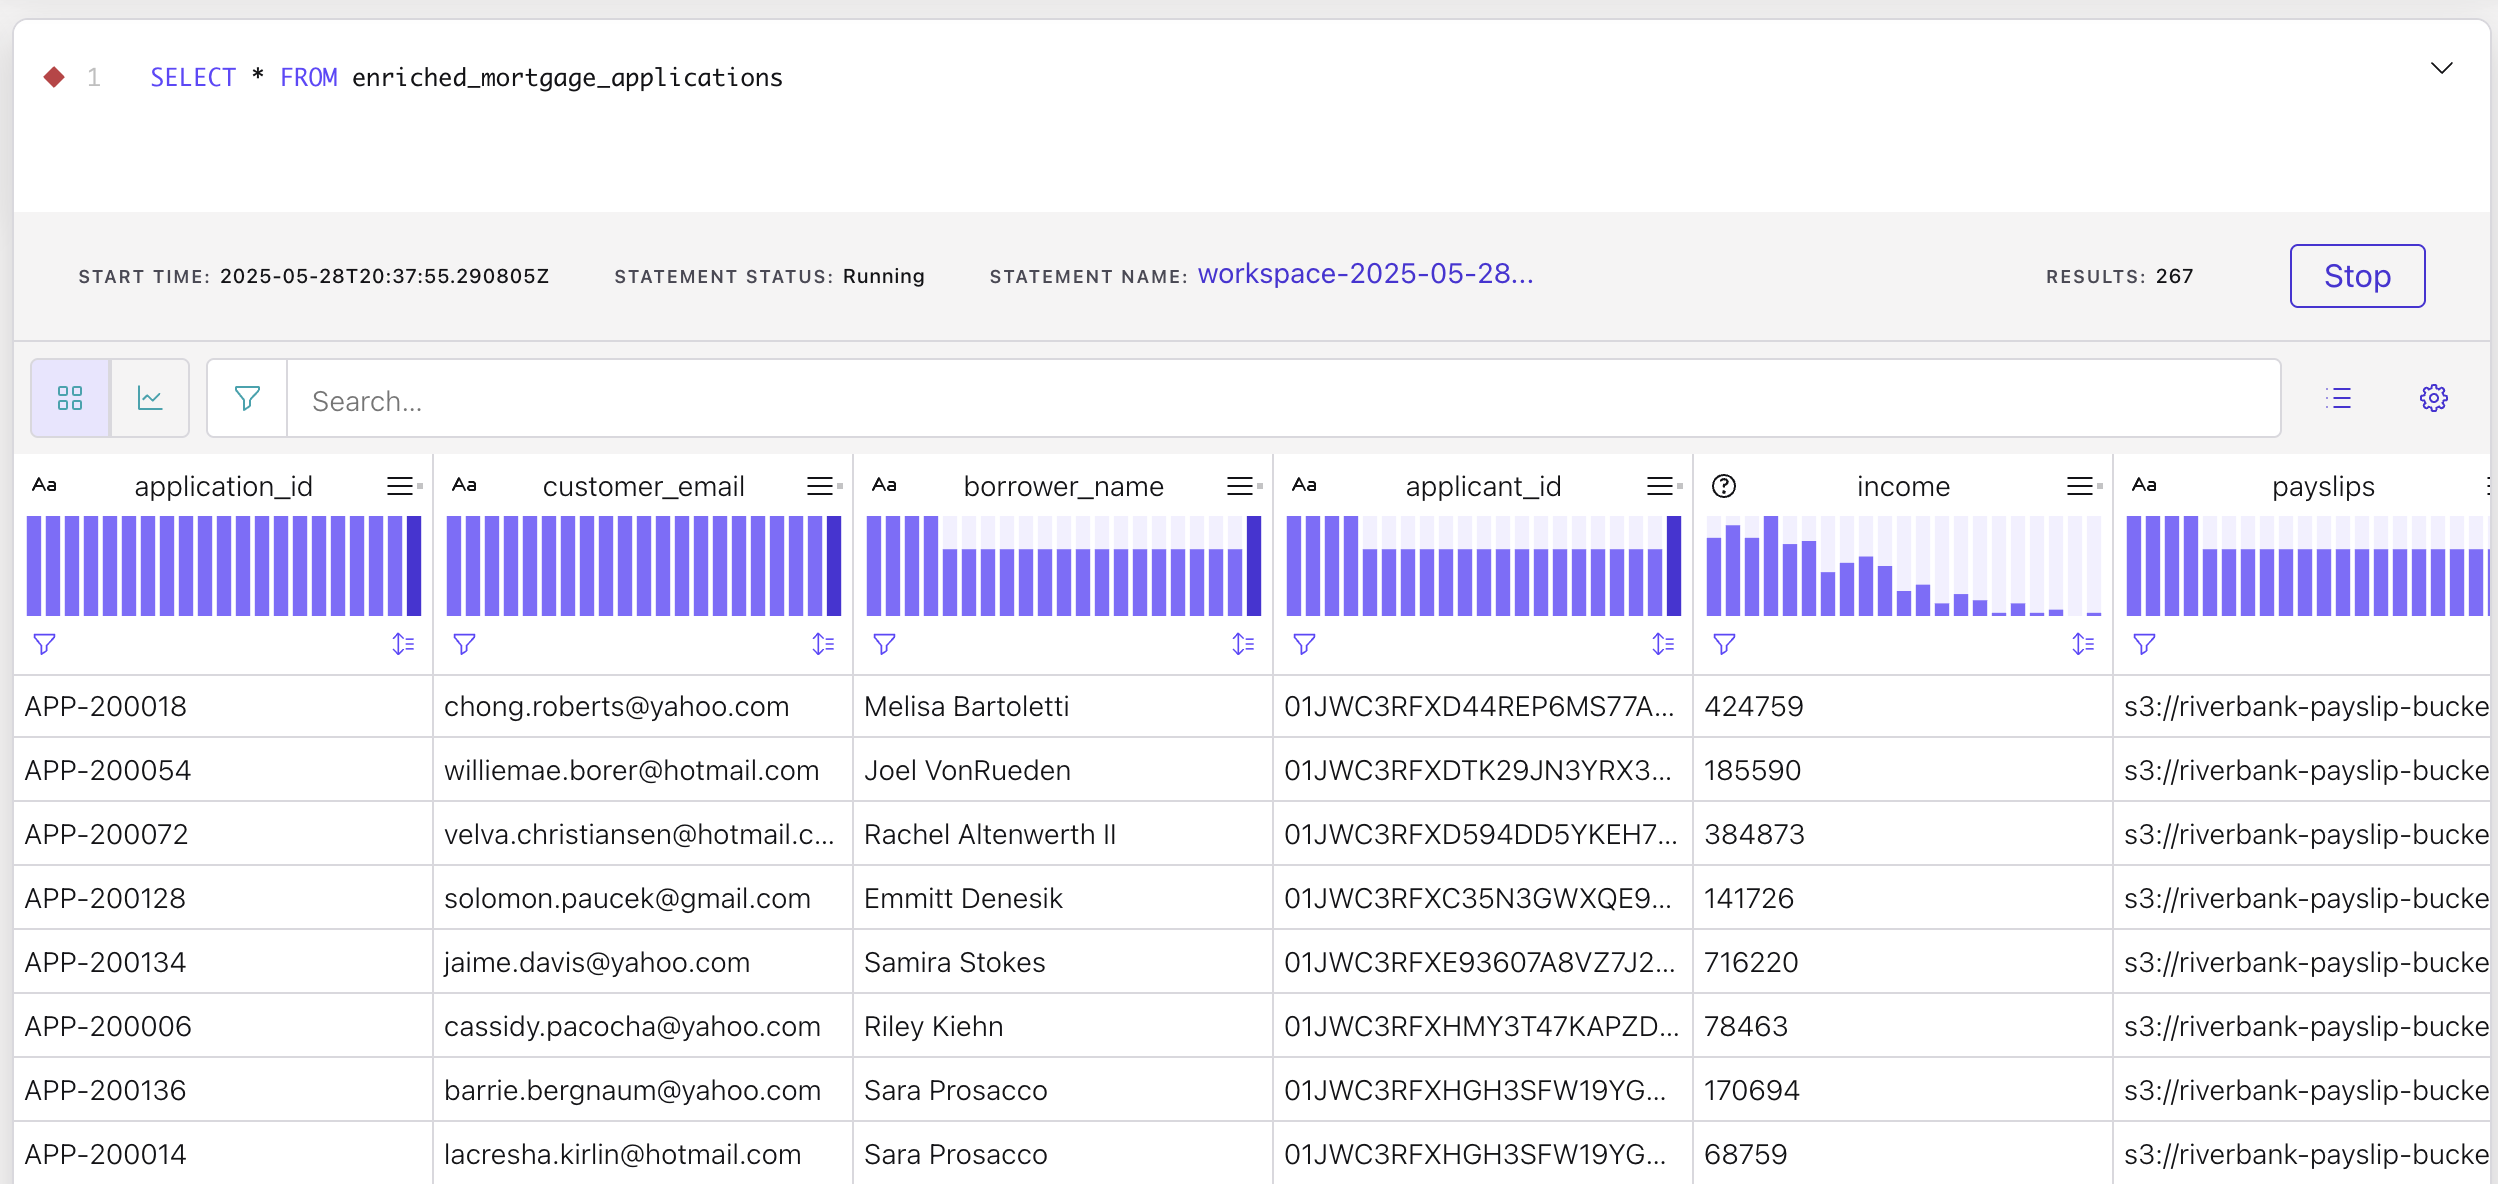 1 SELECT * FROM enriched_mortgage_applications
START TIME: 2025-05-28T20:37:55.290805Z STATEMENT STATUS: Running STATEMENT NAME: workspace-2025-05-28... RESULTS: 267 Stop
Search...
Aa application_id Aa customer_email Aa borrower_name Aa applicant_id ? income Aa payslips
APP-200018 chong.roberts@yahoo.com Melisa Bartoletti 01JWC3RFXD44REP6MS77A... 424759 s3://riverbank-payslip-bucke
APP-200054 williemae.borer@hotmail.com Joel VonRueden 01JWC3RFXDTK29JN3YRX3... 185590 s3://riverbank-payslip-bucke
APP-200072 velva.christiansen@hotmail.c... Rachel Altenwerth II 01JWC3RFXD594DD5YKEH7... 384873 s3://riverbank-payslip-bucke
APP-200128 solomon.paucek@gmail.com Emmitt Denesik 01JWC3RFXC35N3GWXQE9... 141726 s3://riverbank-payslip-bucke
APP-200134 jaime.davis@yahoo.com Samira Stokes 01JWC3RFXE93607A8VZ7J2... 716220 s3://riverbank-payslip-bucke
APP-200006 cassidy.pacocha@yahoo.com Riley Kiehn 01JWC3RFXHMY3T47KAPZD... 78463 s3://riverbank-payslip-bucke
APP-200136 barrie.bergnaum@yahoo.com Sara Prosacco 01JWC3RFXHGH3SFW19YG... 170694 s3://riverbank-payslip-bucke
APP-200014 lacresha.kirlin@hotmail.com Sara Prosacco 01JWC3RFXHGH3SFW19YG... 68759 s3://riverbank-payslip-bucke